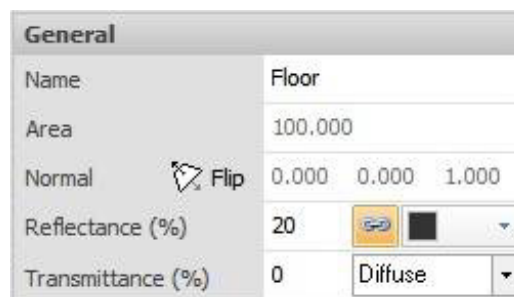 General
Name Floor
Area 100.000
Normal Flip 0.000 0.000 1.000
Reflectance (%) 20
Transmittance (%) 0 Diffuse